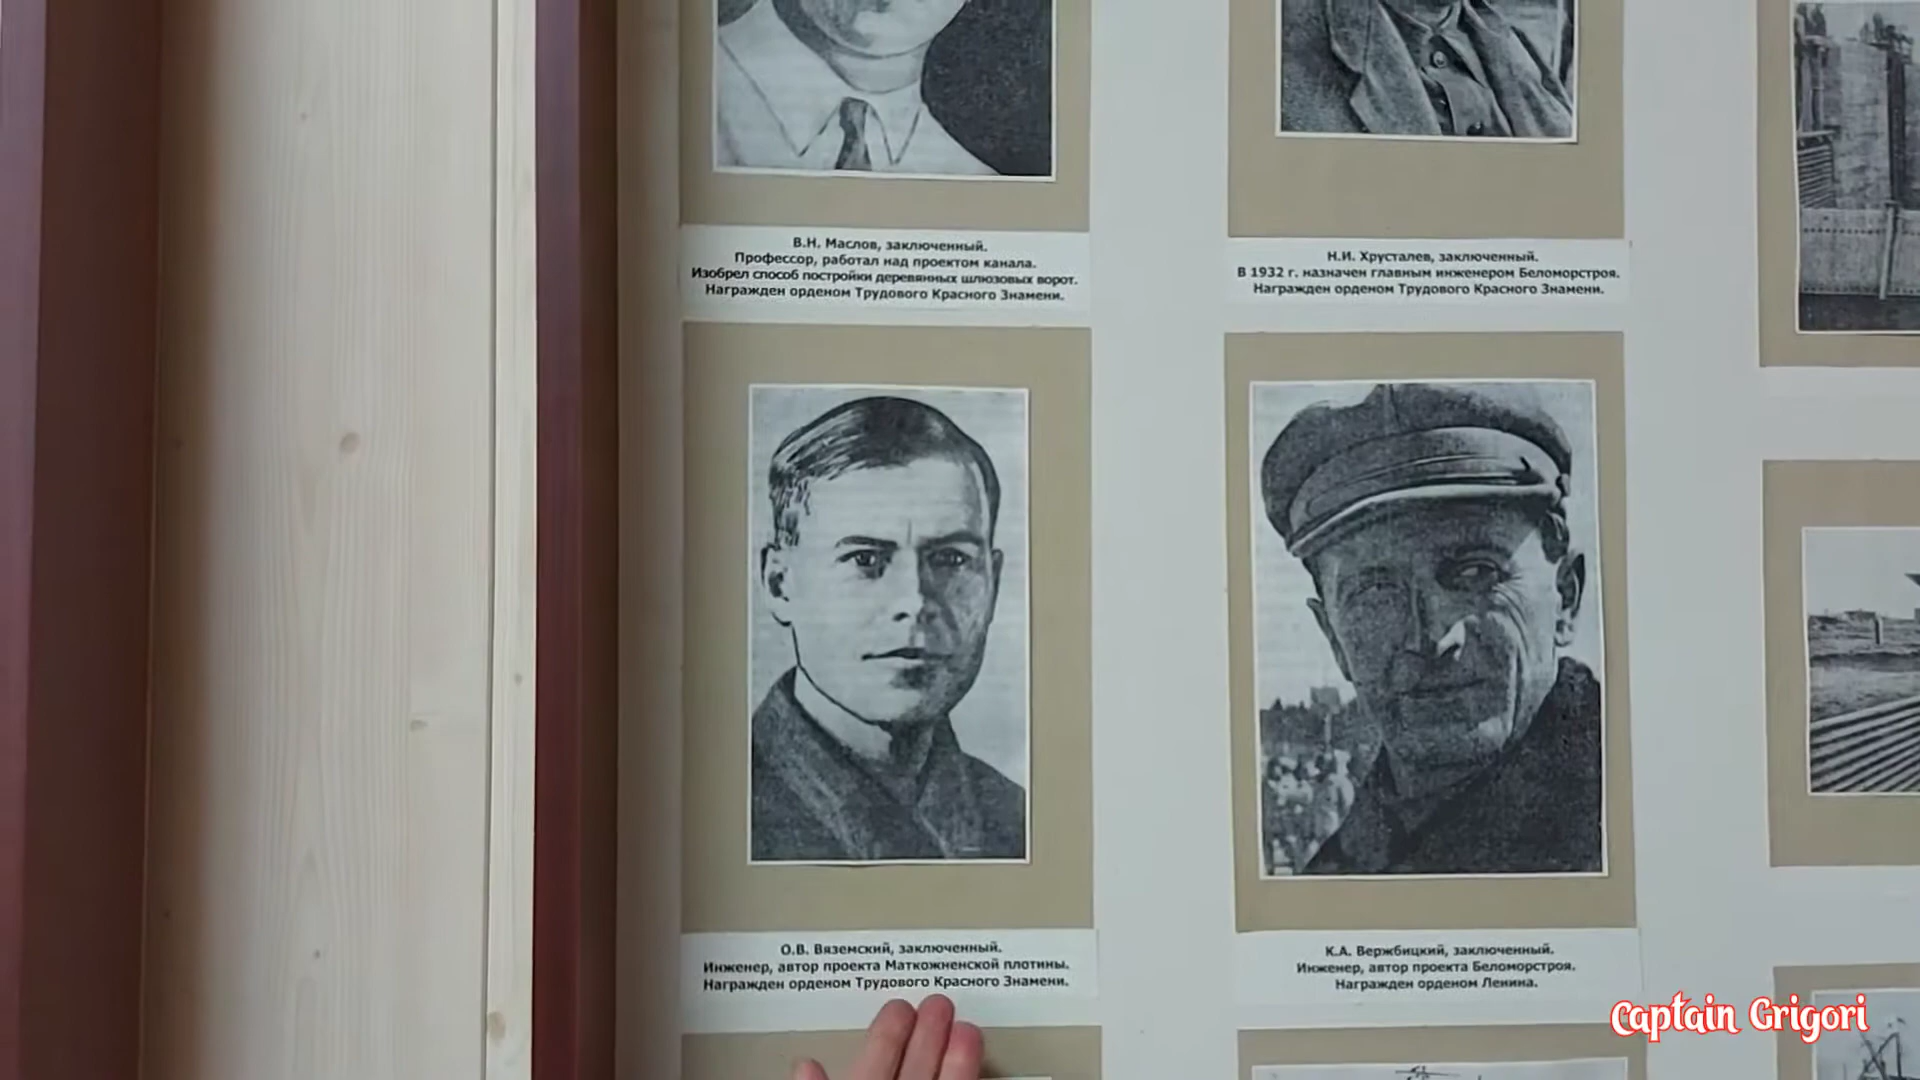 В.Н. Маслов, заключенный.
Профессор, работал над проектом канала.
Изобрел способ постройки деревянных шлюзовых ворот.
Награжден орденом Трудового Красного Знамени.
Н.И. Хрусталев, заключенный.
В 1932 г. назначен главным инженером Беломорстроя.
Награжден орденом Трудового Красного Знамени.
О.В. Вяземский, заключенный.
Инженер, автор проекта Маткожненской плотины.
Награжден орденом Трудового Красного Знамени.
К.А. Вержбицкий, заключенный.
Инженер, автор проекта Беломорстроя.
Награжден орденом Ленина.
Captain Grigori